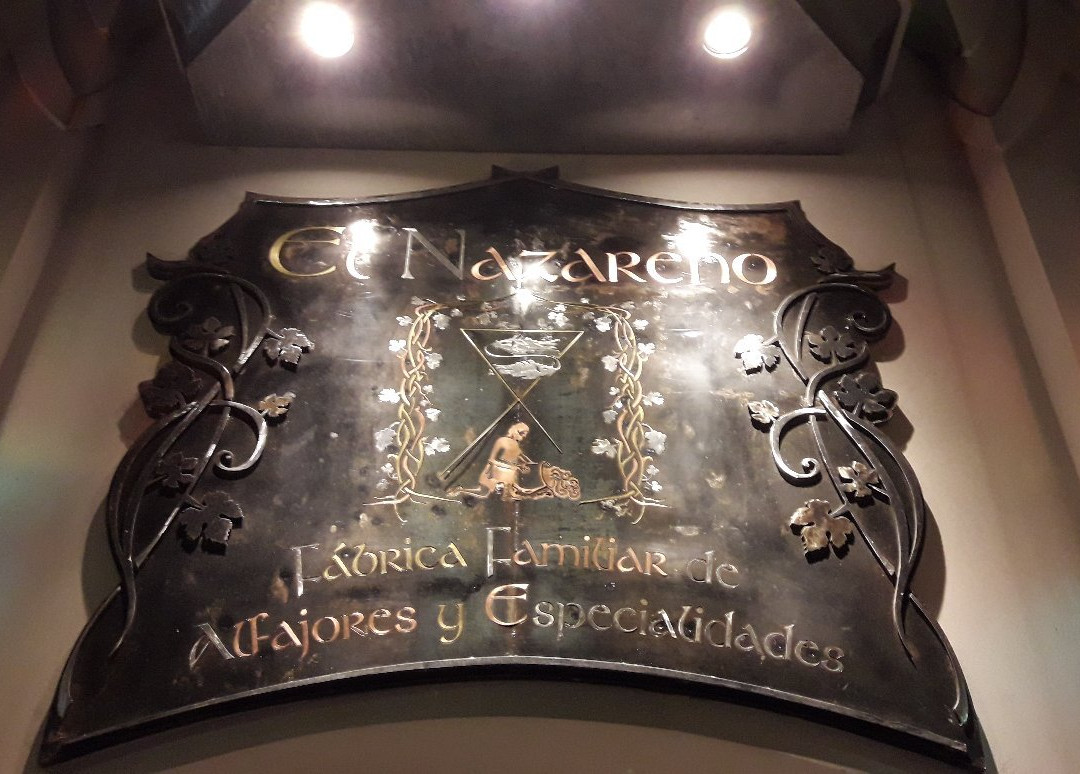 El Nazareno
Fábrica Familiar de
Alfajores y Especialidades